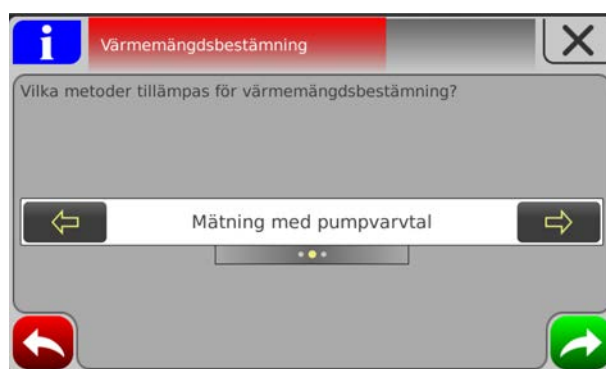 i
Värmemängdsbestämning
Vilka metoder tillämpas för värmemängdsbestämning?
Mätning med pumpvarvtal